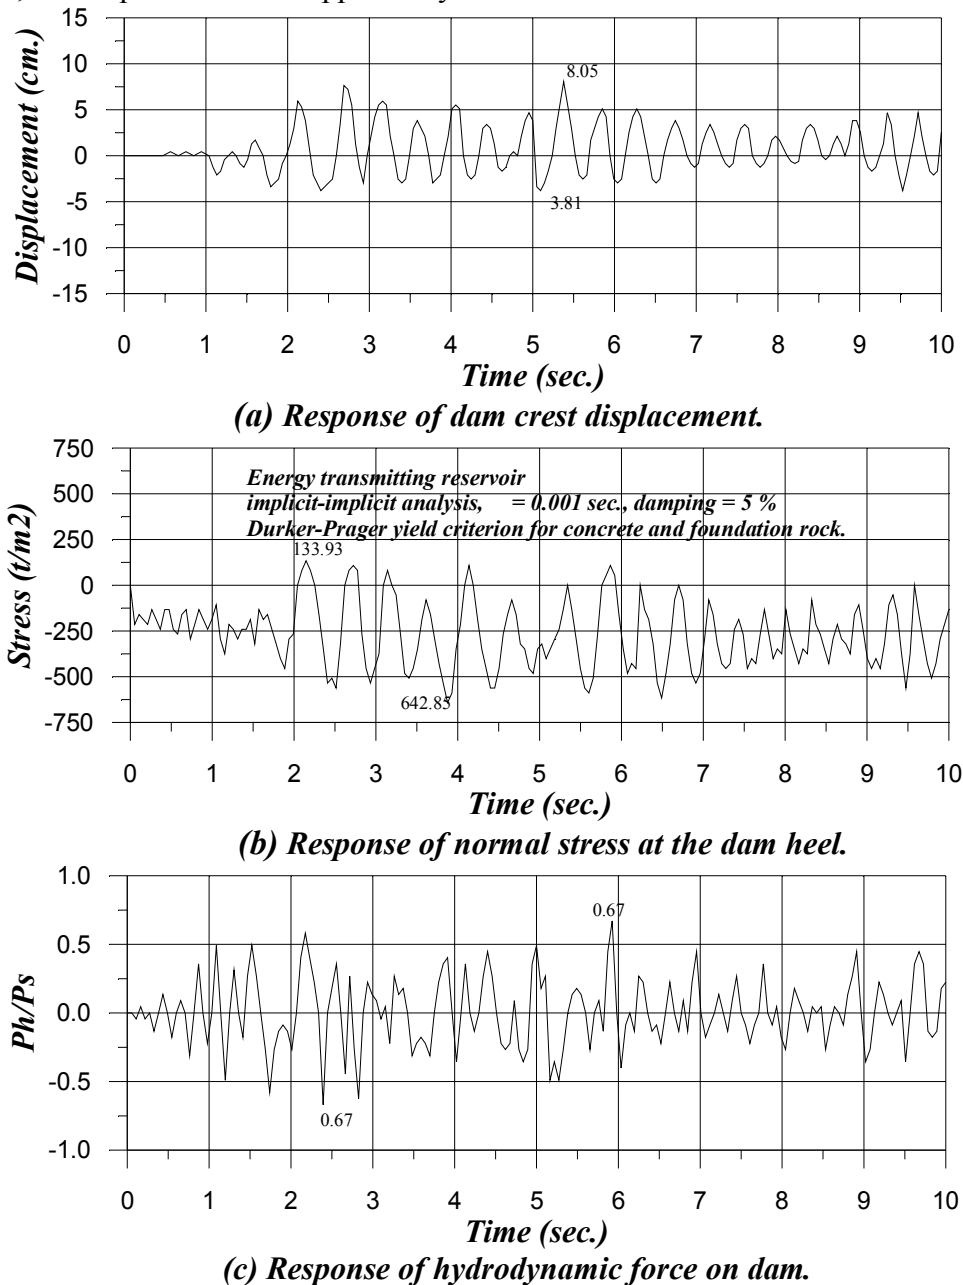 15
10
5
0
-5
-10
-15
Displacement (cm.)
8.05
3.81
0 1 2 3 4 5 6 7 8 9 10
Time (sec.)
(a) Response of dam crest displacement.
750
500
250
0
-250
-500
-750
Stress (t/m2)
Energy transmitting reservoir
implicit-implicit analysis, = 0.001 sec., damping = 5 %
Durker-Prager yield criterion for concrete and foundation rock.
133.93
642.85
0 1 2 3 4 5 6 7 8 9 10
Time (sec.)
(b) Response of normal stress at the dam heel.
1.0
0.5
0.0
-0.5
-1.0
Ph/Ps
0.67
0.67
0 1 2 3 4 5 6 7 8 9 10
Time (sec.)
(c) Response of hydrodynamic force on dam.